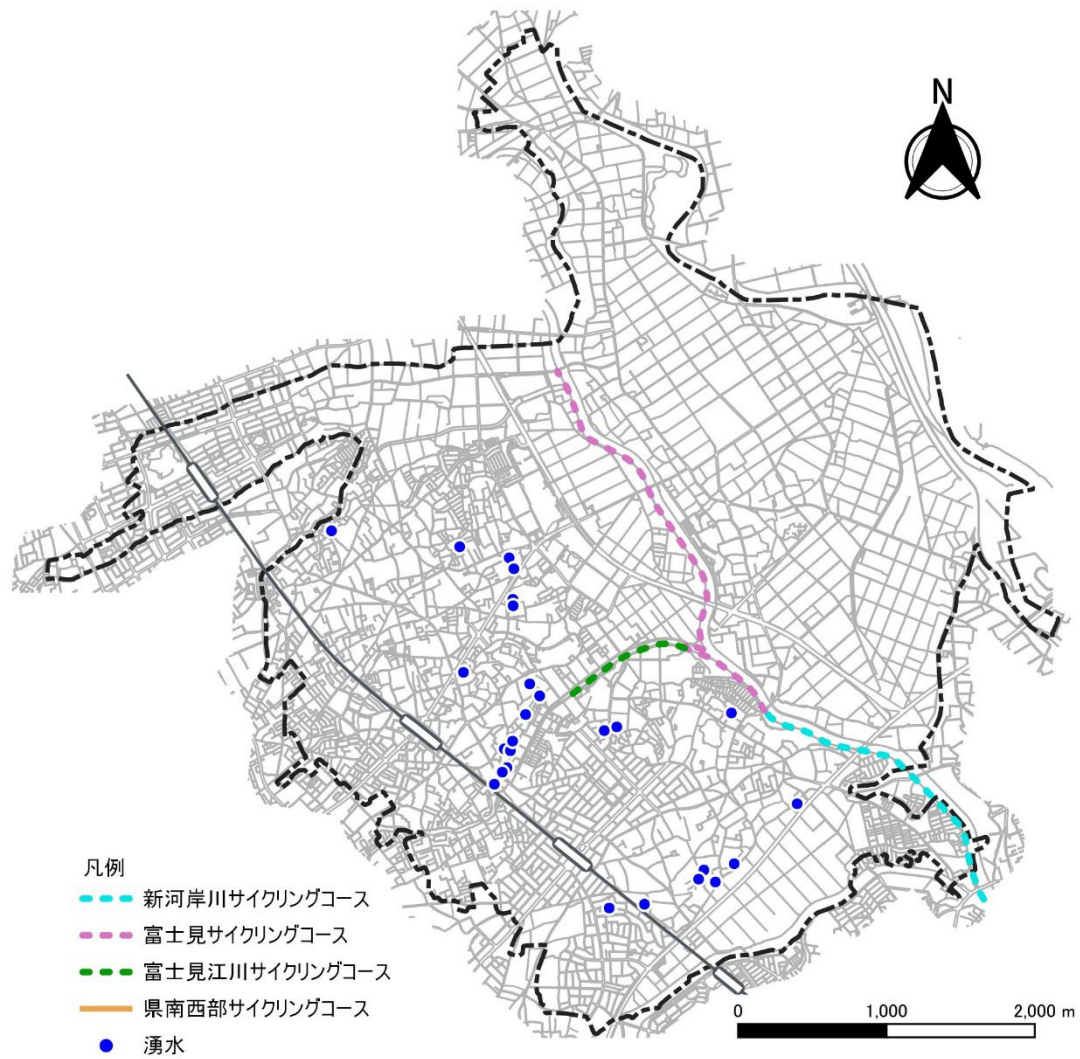 N
凡例
新河岸川サイクリングコース
富士見サイクリングコース
富士見江川サイクリングコース
県南西部サイクリングコース
湧水
0 1,000 2,000 m